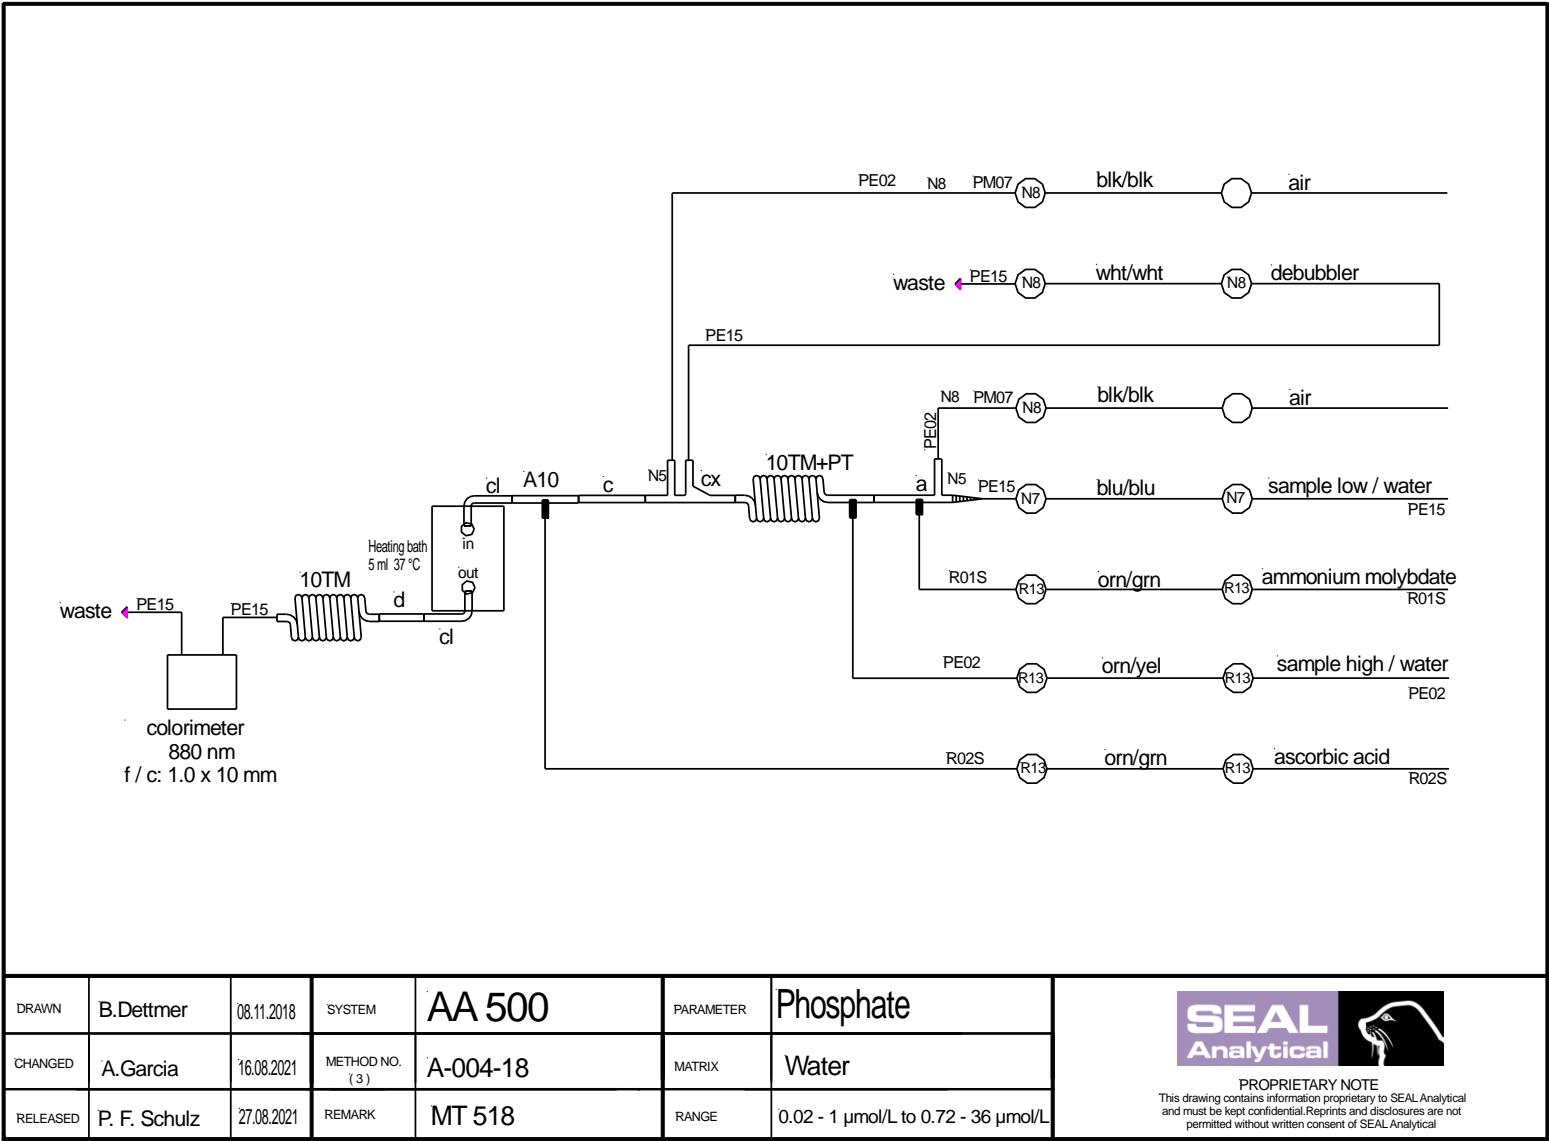 PE02 N8 PM07 N8 blk/blk air
waste PE15 N8 wht/wht N8 debubbler
PE15
N8 PM07 N8 blk/blk air
PE02
10TM+PT
cl A10 c N5 cx a N5 PE15 N7 blu/blu N7 sample low / water
PE15
in
Heating bath
5 ml 37 °C
out
R01S R13 orn/grn R13 ammonium molybdate
R01S
10TM
d
waste PE15 PE15
cl
PE02 R13 orn/yel R13 sample high / water
PE02
colorimeter
880 nm
f / c: 1.0 x 10 mm
R02S R13 orn/grn R13 ascorbic acid
R02S
DRAWN B.Dettmer 08.11.2018 SYSTEM AA 500 PARAMETER Phosphate
CHANGED A.Garcia 16.08.2021 METHOD NO. A-004-18 MATRIX Water
( 3 )
RELEASED P. F. Schulz 27.08.2021 REMARK MT 518 RANGE 0.02 - 1 µmol/L to 0.72 - 36 µmol/L
SEAL
Analytical
PROPRIETARY NOTE
This drawing contains information proprietary to SEAL Analytical
and must be kept confidential.Reprints and disclosures are not
permitted without written consent of SEAL Analytical